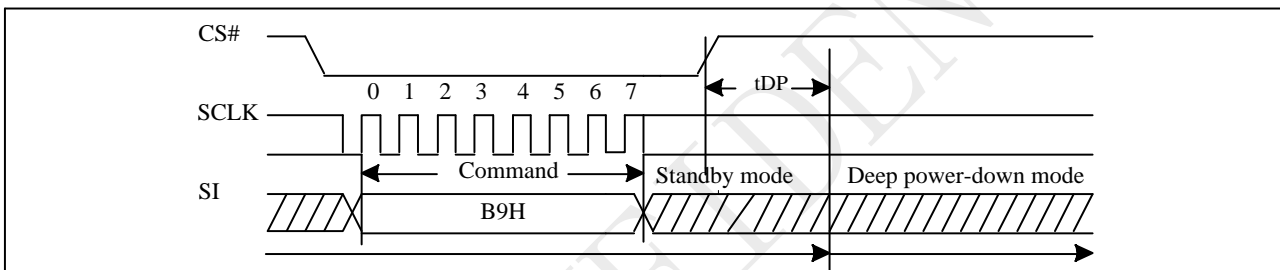 CS#
tDP
0 1 2 3 4 5 6 7
SCLK
Command
Standby mode
Deep power-down mode
SI
B9H